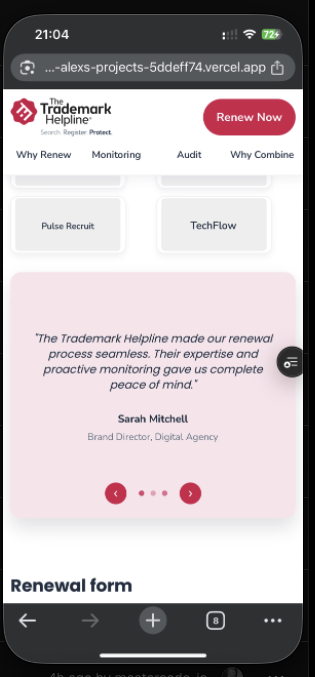 21:04
72
...-alexs-projects-5ddeff74.vercel.app
The
Trademark
Helpline
Search. Register. Protect.
Renew Now
Why Renew Monitoring Audit Why Combine
Pulse Recruit TechFlow
"The Trademark Helpline made our renewal
process seamless. Their expertise and
proactive monitoring gave us complete
peace of mind."
Sarah Mitchell
Brand Director, Digital Agency
Renewal form
8